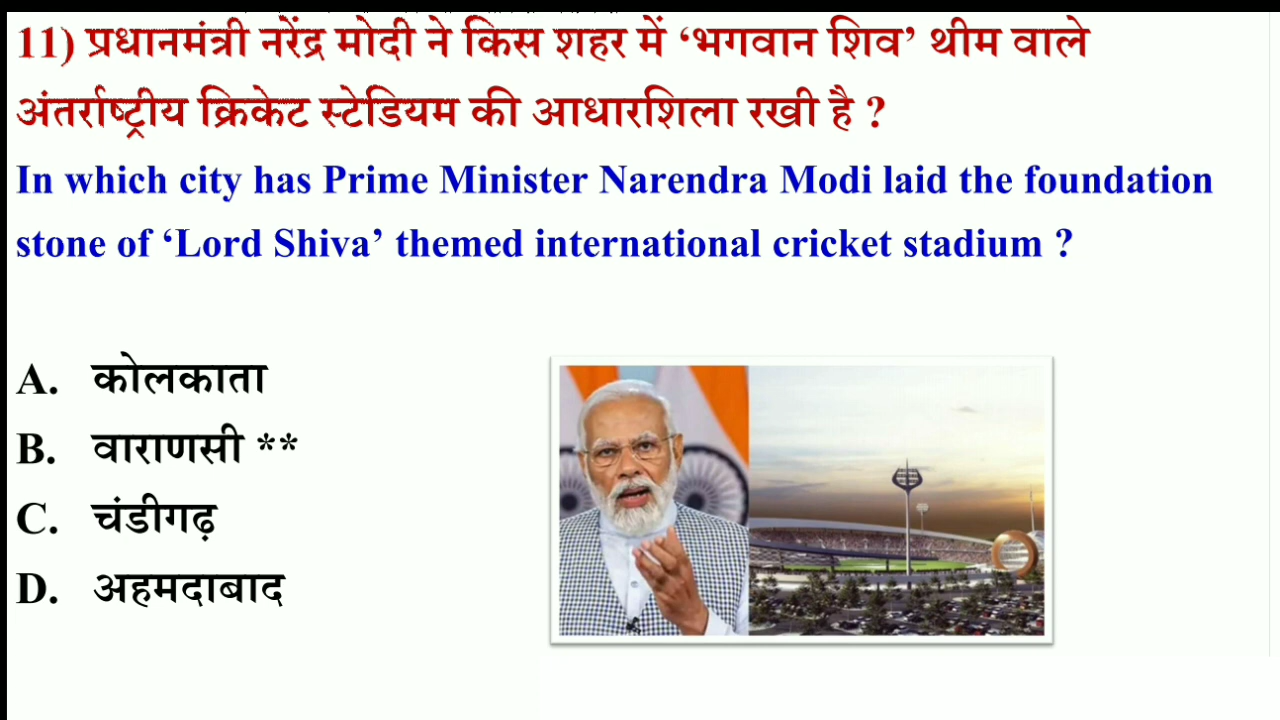 11) प्रधानमंत्री नरेंद्र मोदी ने किस शहर में ‘भगवान शिव’ थीम वाले
अंतर्राष्ट्रीय क्रिकेट स्टेडियम की आधारशिला रखी है ?
In which city has Prime Minister Narendra Modi laid the foundation
stone of ‘Lord Shiva’ themed international cricket stadium ?
A. कोलकाता
B. वाराणसी **
C. चंडीगढ़
D. अहमदाबाद